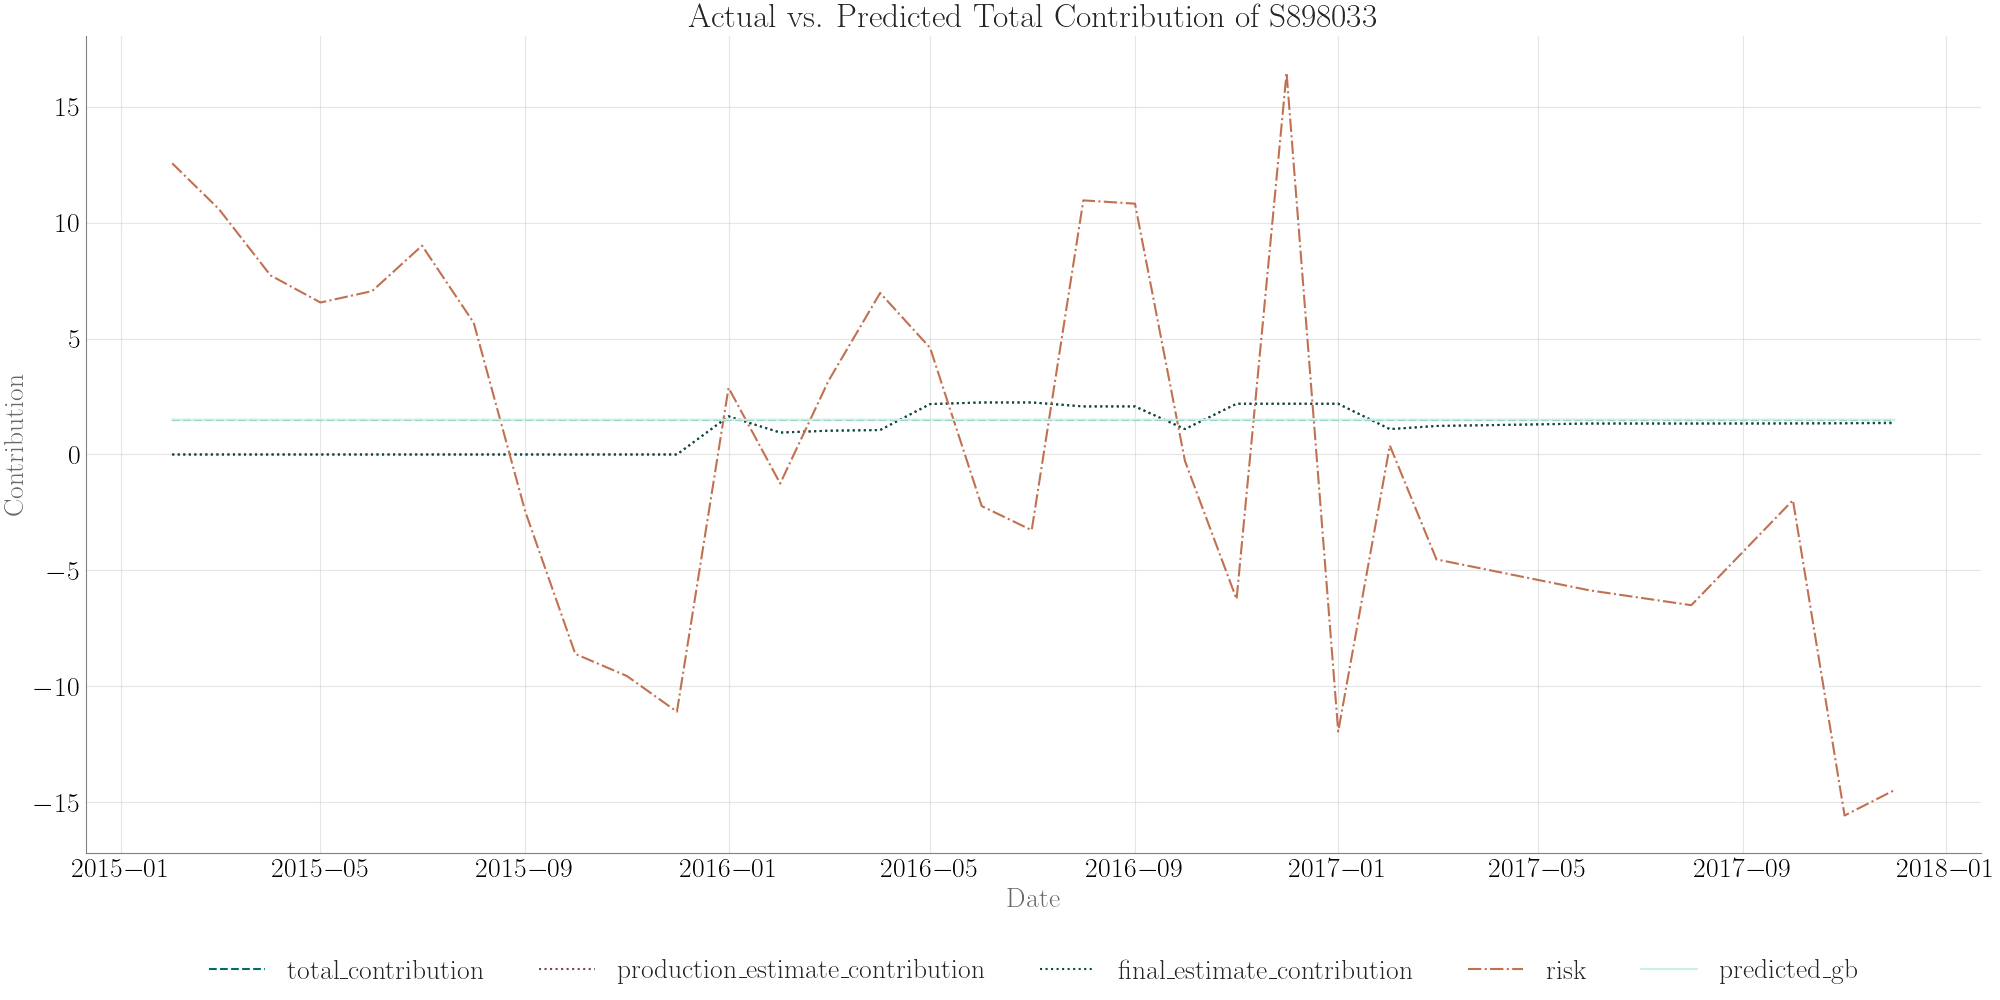 Actual vs. Predicted Total Contribution of S898033
Contribution
15
10
5
0
−5
−10
−15
2015−01 2015−05 2015−09 2016−01 2016−05 2016−09 2017−01 2017−05 2017−09 2018−01
Date
total_contribution production_estimate_contribution final_estimate_contribution risk predicted_gb